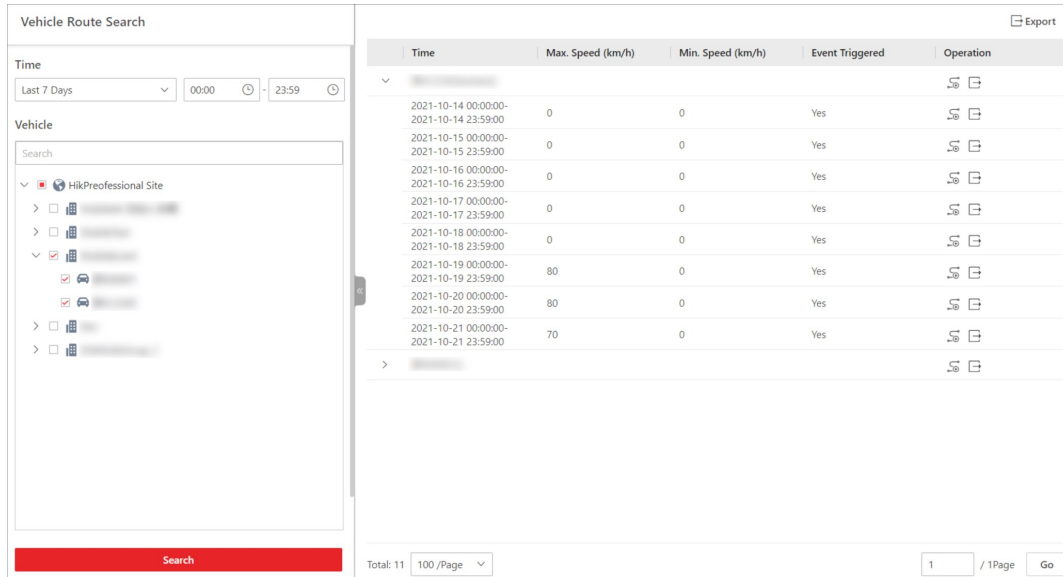 Vehicle Route Search
Time
Last 7 Days 00:00 - 23:59
Vehicle
Search
HikPreofessional Site
Search
Export
Time Max. Speed (km/h) Min. Speed (km/h) Event Triggered Operation
2021-10-14 00:00:00-
2021-10-14 23:59:00 0 0 Yes
2021-10-15 00:00:00-
2021-10-15 23:59:00 0 0 Yes
2021-10-16 00:00:00-
2021-10-16 23:59:00 0 0 Yes
2021-10-17 00:00:00-
2021-10-17 23:59:00 0 0 Yes
2021-10-18 00:00:00-
2021-10-18 23:59:00 0 0 Yes
2021-10-19 00:00:00-
2021-10-19 23:59:00 80 0 Yes
2021-10-20 00:00:00-
2021-10-20 23:59:00 80 0 Yes
2021-10-21 00:00:00-
2021-10-21 23:59:00 70 0 Yes
Total: 11 100 /Page 1 / 1Page Go